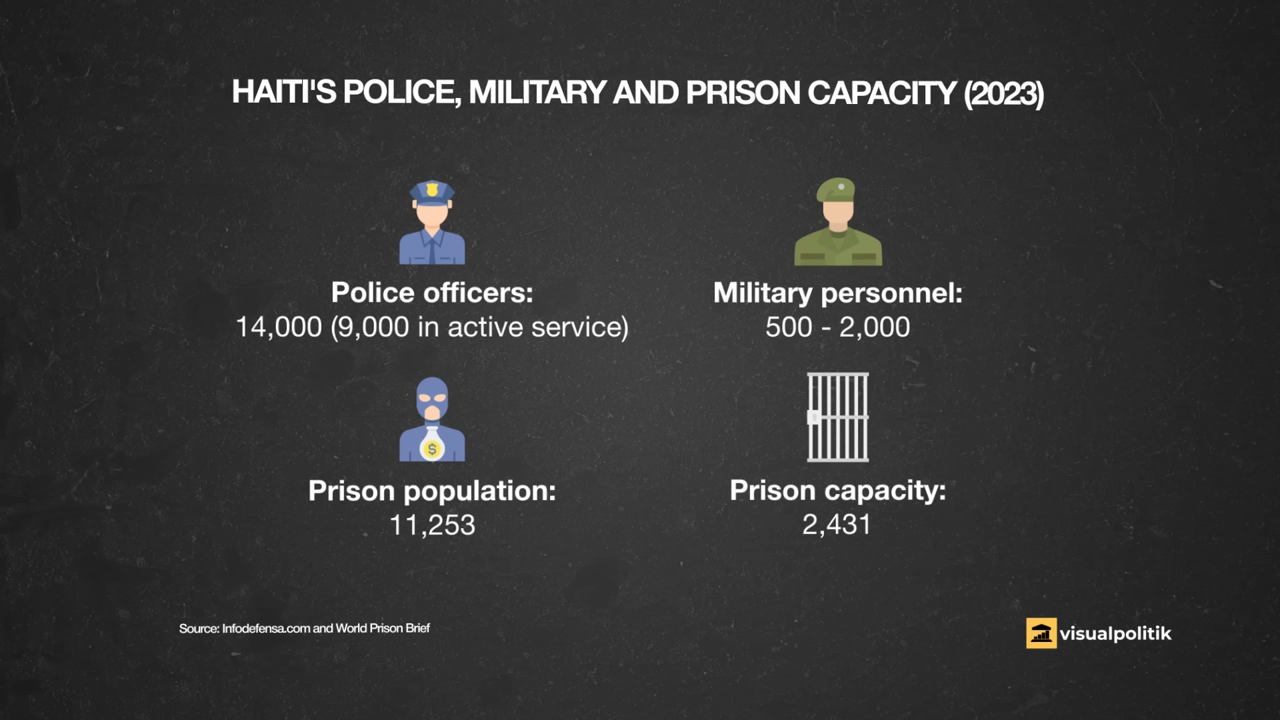 HAITI'S POLICE, MILITARY AND PRISON CAPACITY (2023)
Police officers:
14,000 (9,000 in active service)
Military personnel:
500 - 2,000
Prison population:
11,253
Prison capacity:
2,431
Source: Infodefensa.com and World Prison Brief
visualpolitik